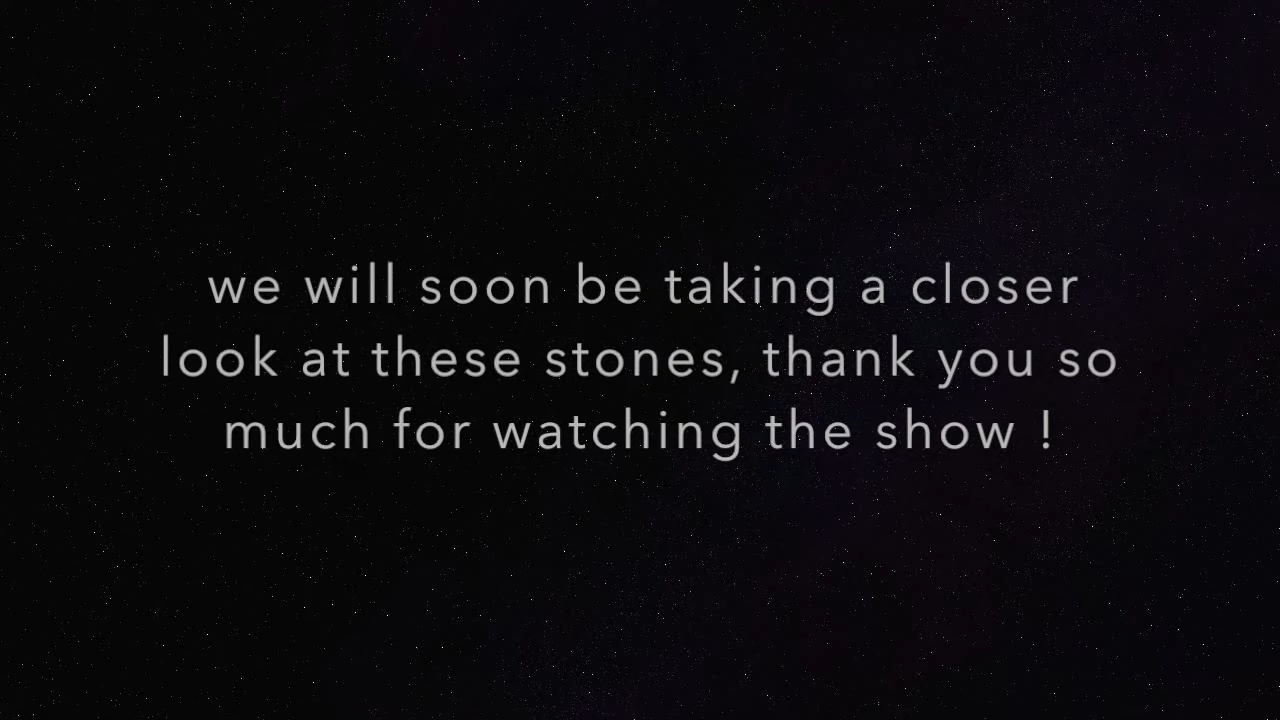 we will soon be taking a closer
look at these stones, thank you so
much for watching the show !